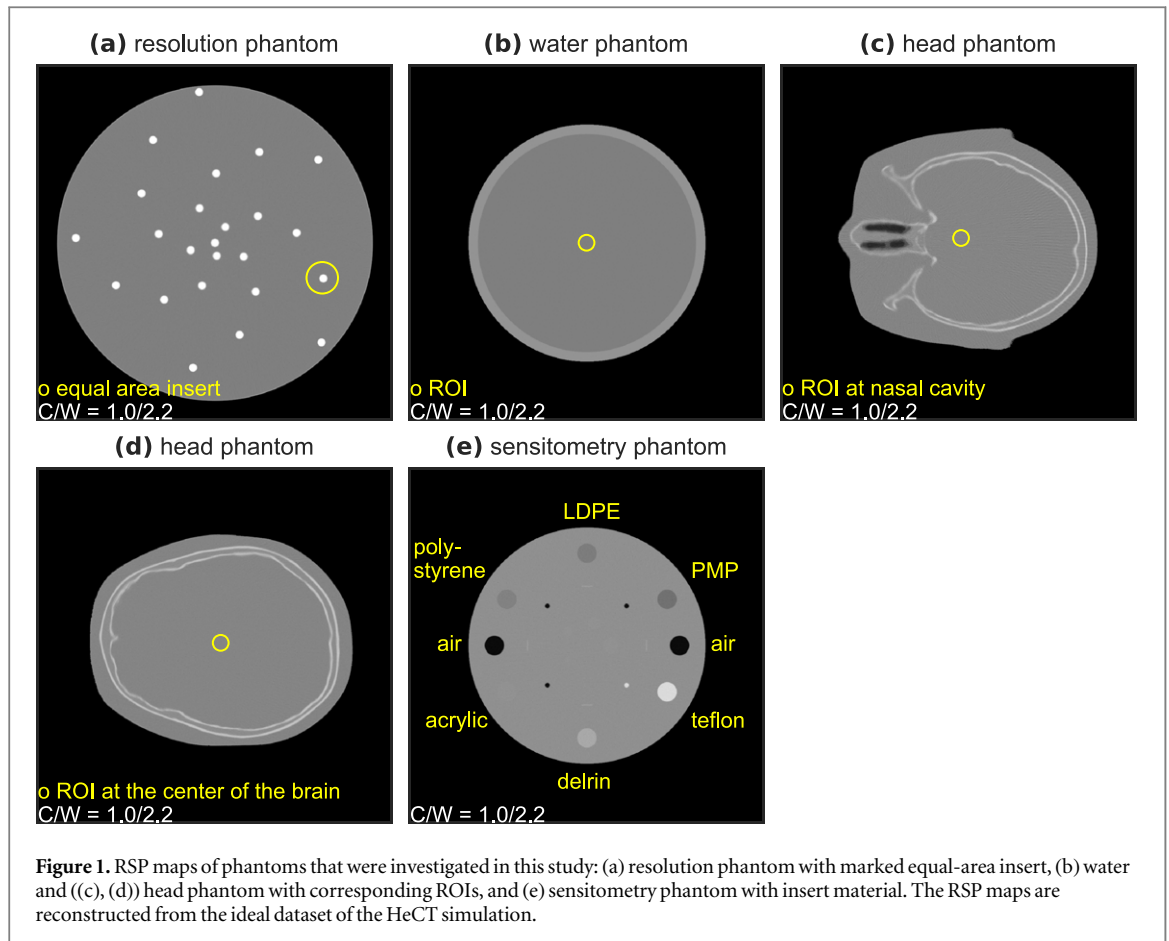 (a) resolution phantom
(b) water phantom
(c) head phantom
o equal area insert
C/W = 1.0/2.2
o ROI
C/W = 1.0/2.2
o ROI at nasal cavity
C/W = 1.0/2.2
(d) head phantom
(e) sensitometry phantom
o ROI at the center of the brain
C/W = 1.0/2.2
LDPE
poly-
styrene
PMP
air
air
acrylic
teflon
delrin
C/W = 1.0/2.2
Figure 1. RSP maps of phantoms that were investigated in this study: (a) resolution phantom with marked equal-area insert, (b) water
and ((c), (d)) head phantom with corresponding ROIs, and (e) sensitometry phantom with insert material. The RSP maps are
reconstructed from the ideal dataset of the HeCT simulation.